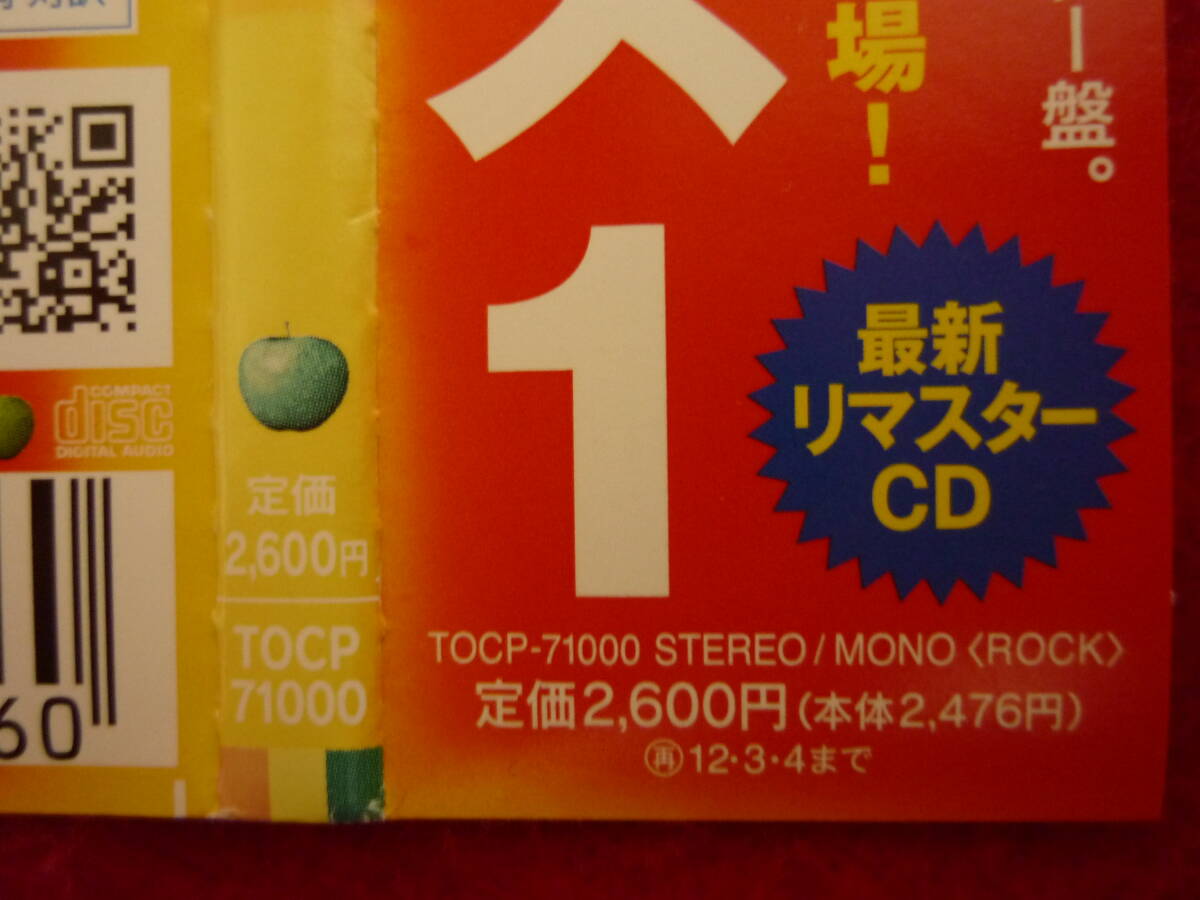 場！
ー盤。
1
最新
リマスター
CD
COMPACT
disc
DIGITAL AUDIO
定価
2,600円
TOCP
71000
TOCP-71000 STEREO / MONO〈ROCK〉
定価2,600円(本体2,476円)
再12・3・4まで
60